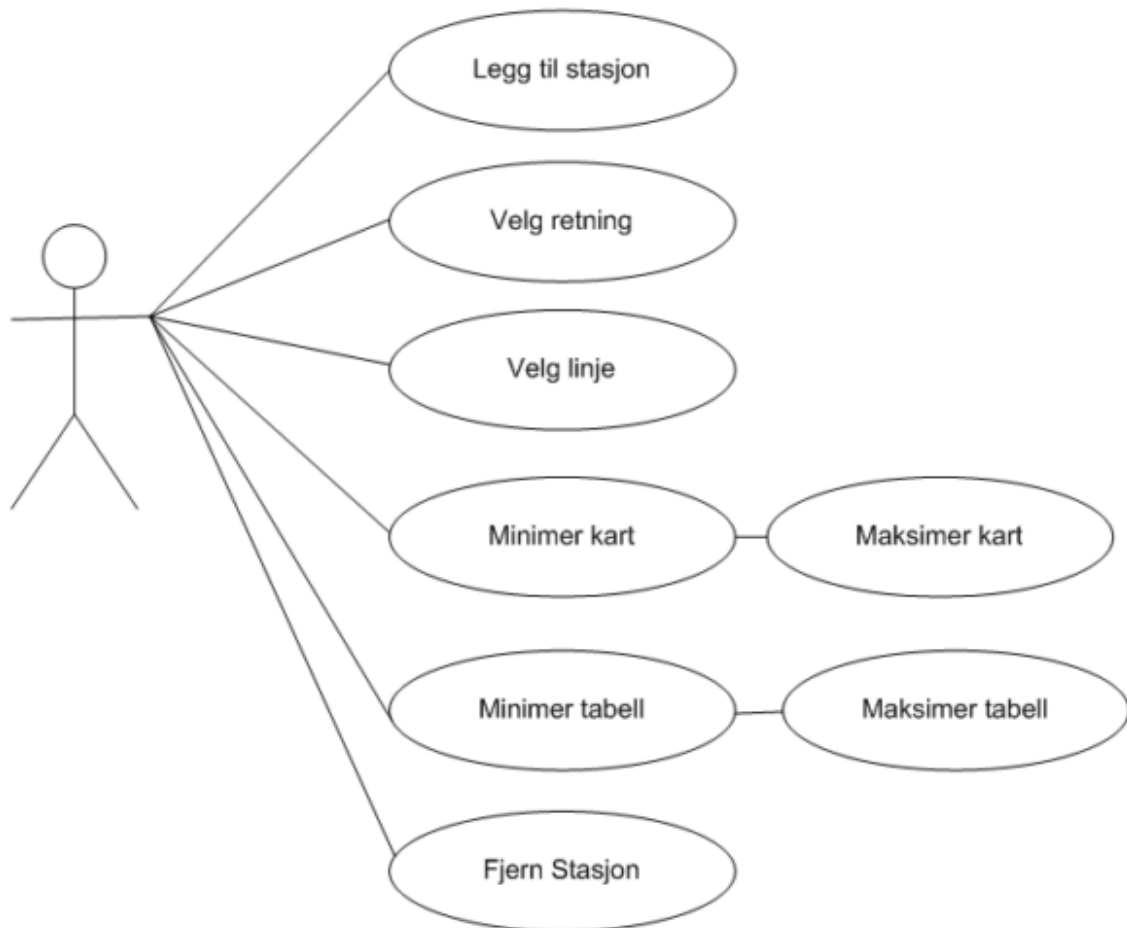 Legg til stasjon
Velg retning
Velg linje
Minimer kart
Maksimer kart
Minimer tabell
Maksimer tabell
Fjern Stasjon